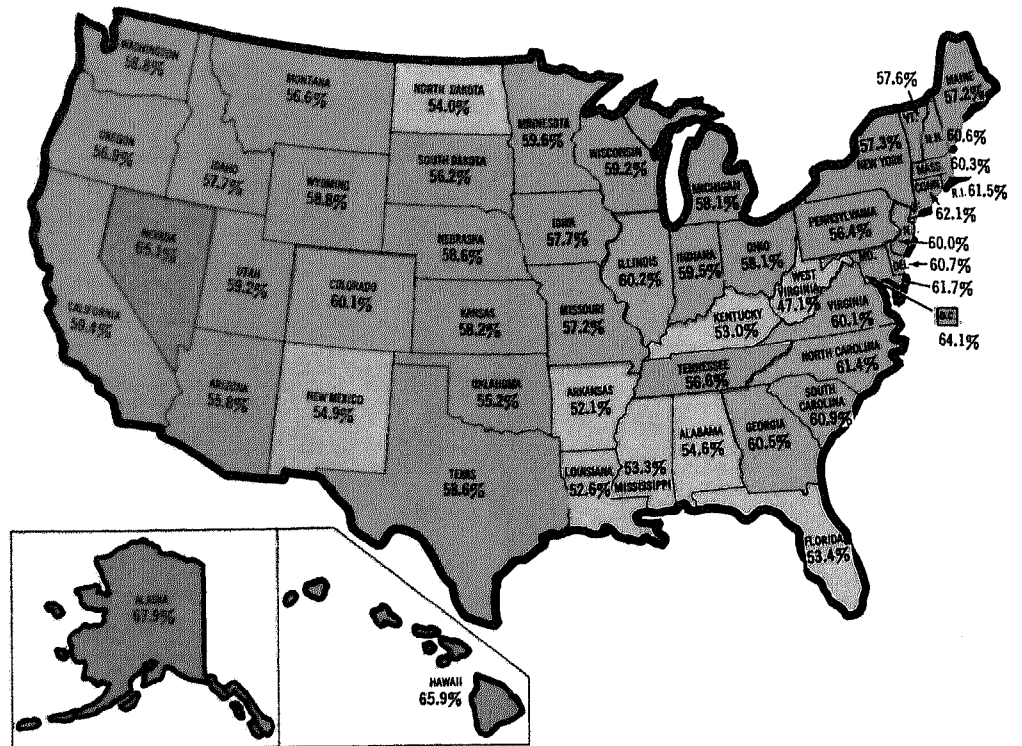 WASHINGTON
58.8%
MONTANA
56.6%
NORTH DAKOTA
54.0%
MINNESOTA
59.6%
OREGON
IDAHO
57.7%
WYOMING
58.8%
SOUTH DAKOTA
56.2%
WISCONSIN
59.2%
MICHIGAN
58.1%
57.6%
VT.
MAINE
57.2%
N.H.
60.6%
57.3%
NEW YORK
MASS.
60.3%
CONN.
R.I. 61.5%
62.1%
NEVADA
UTAH
59.2%
COLORADO
60.1%
NEBRASKA
58.6%
IOWA
57.7%
ILLINOIS
60.2%
INDIANA
59.5%
OHIO
58.1%
PENNSYLVANIA
56.4%
N.J.
60.0%
DEL.
60.7%
MD.
61.7%
D.C.
64.1%
CALIFORNIA
59.4%
KANSAS
58.2%
MISSOURI
57.2%
KENTUCKY
53.0%
WEST
VIRGINIA
47.1%
VIRGINIA
60.1%
ARIZONA
55.8%
NEW MEXICO
54.9%
OKLAHOMA
55.2%
ARKANSAS
52.1%
TENNESSEE
56.6%
NORTH CAROLINA
61.4%
SOUTH
CAROLINA
60.9%
TEXAS
58.6%
LOUISIANA
52.6%
53.3%
MISSISSIPPI
ALABAMA
54.6%
GEORGIA
60.5%
FLORIDA
53.4%
ALASKA
67.9%
HAWAII
65.9%